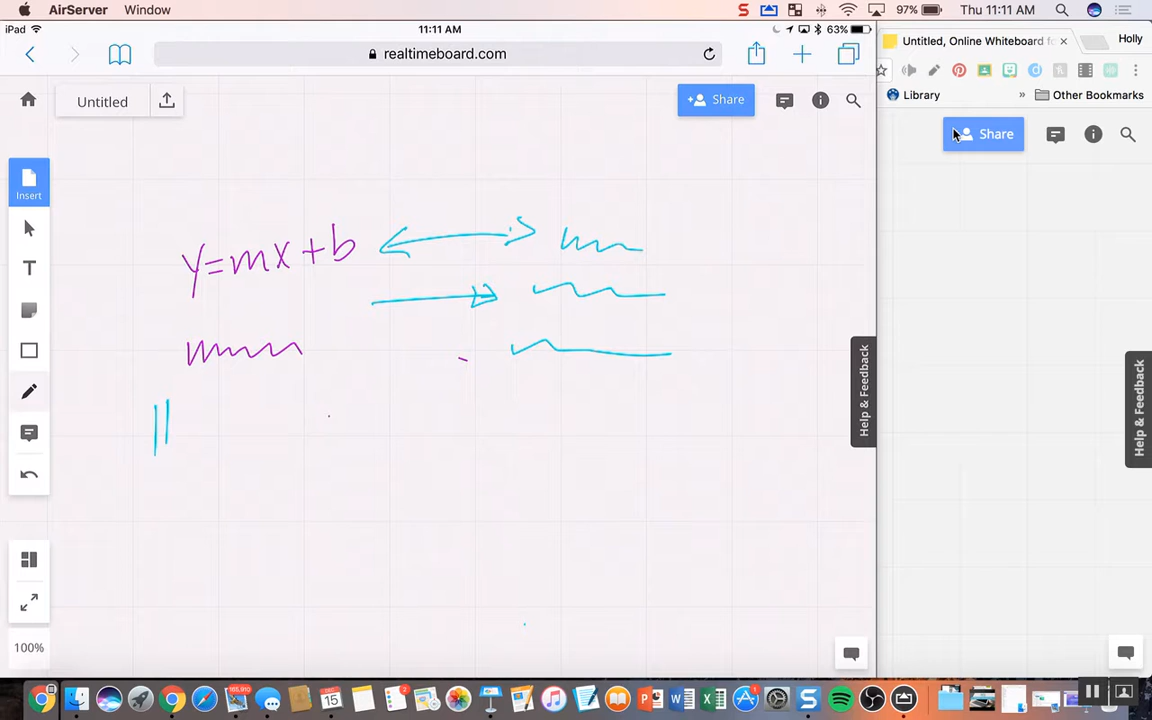 AirServer Window
97% Thu 11:11 AM
iPad 11:11 AM 63%
realtimeboard.com
Untitled
Share
Insert
T
y=mx+b
Help & Feedback
100%
Untitled, Online Whiteboard fo
Holly
Library » Other Bookmarks
Share
Help & Feedback